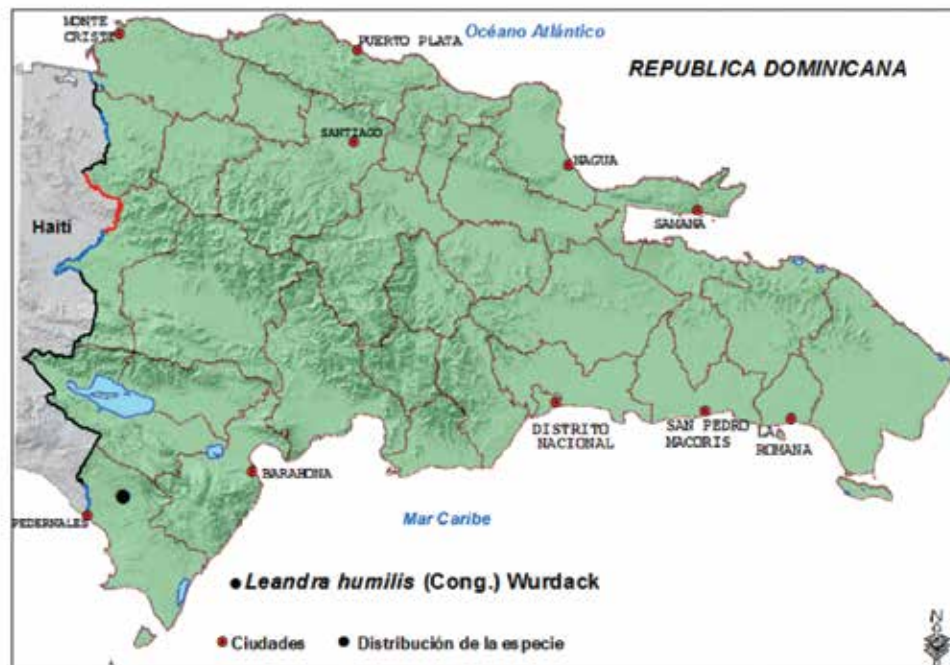 MONTE
CRISTI
PUERTO PLATA
Océano Atlántico
REPUBLICA DOMINICANA
SANTIAGO
NAGUA
SAMANA
Haití
DISTRITO
NACIONAL
SAN PEDRO
MACORIS
LA
ROMANA
BARAHONA
PEDERNALES
Mar Caribe
Leandra humilis (Cong.) Wurdack
Ciudades
Distribución de la especie
N